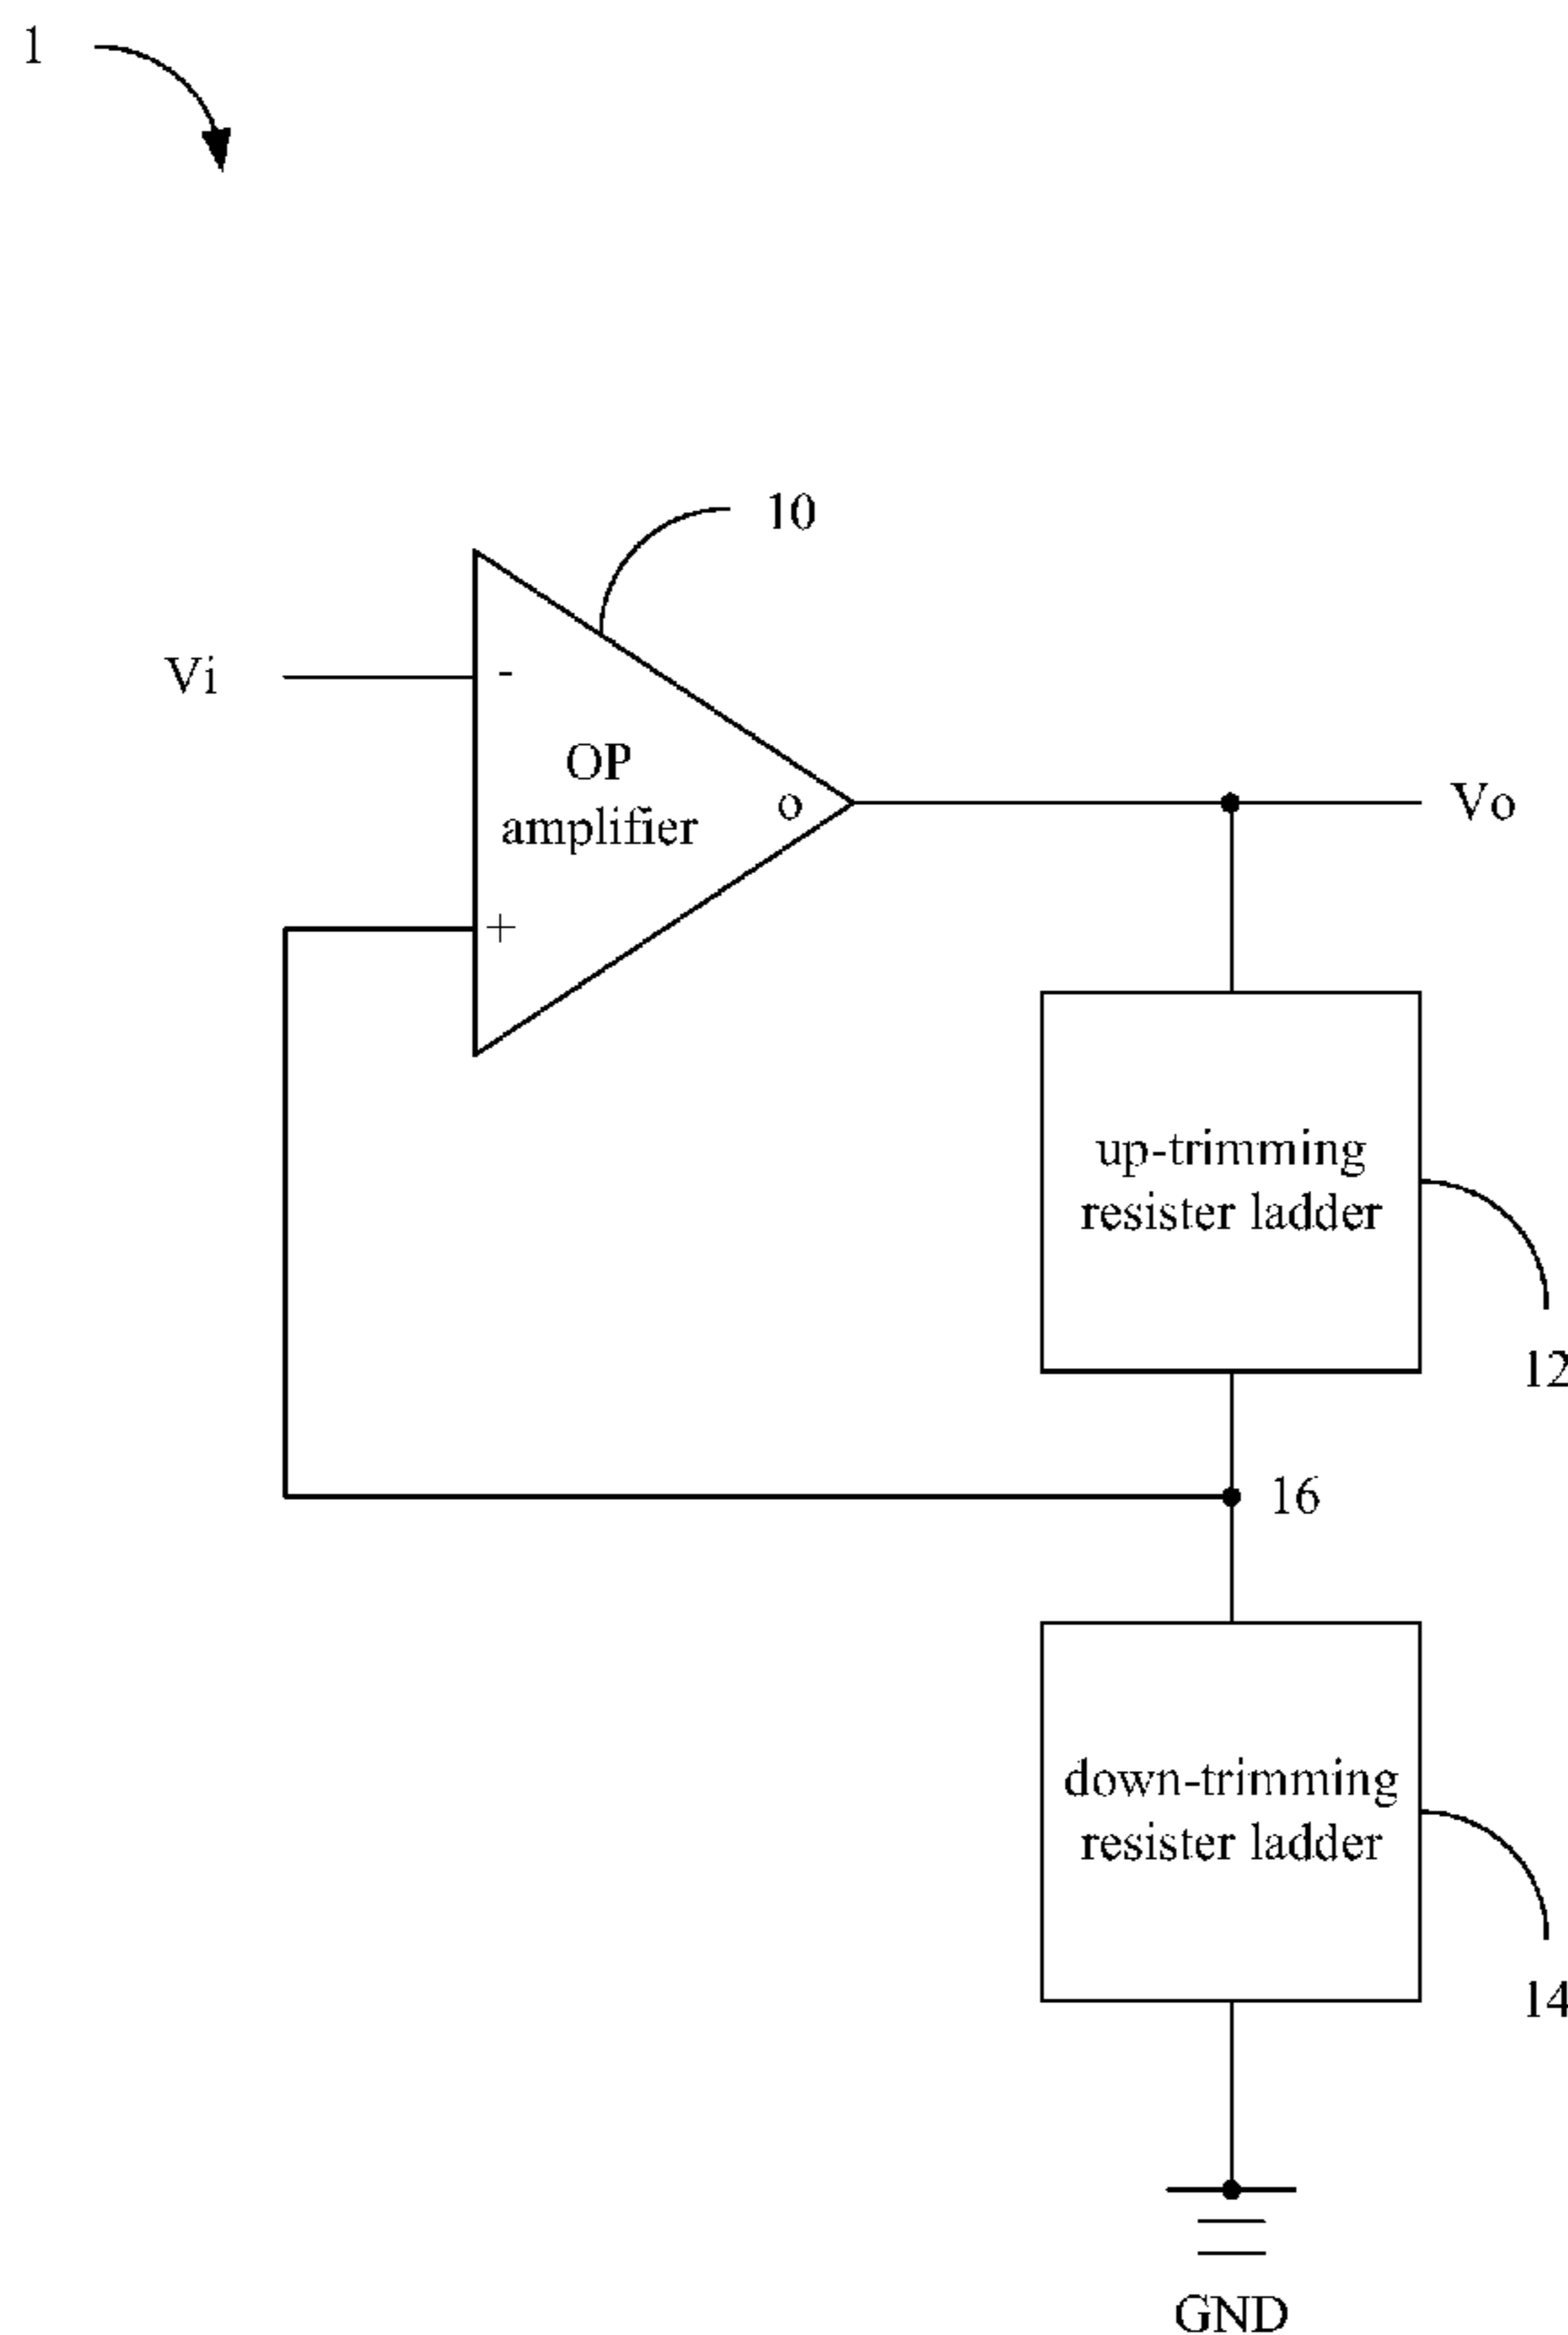 1
10
Vi
-
OP
amplifier
o
Vo
+
up-trimming
resister ladder
12
16
down-trimming
resister ladder
14
GND